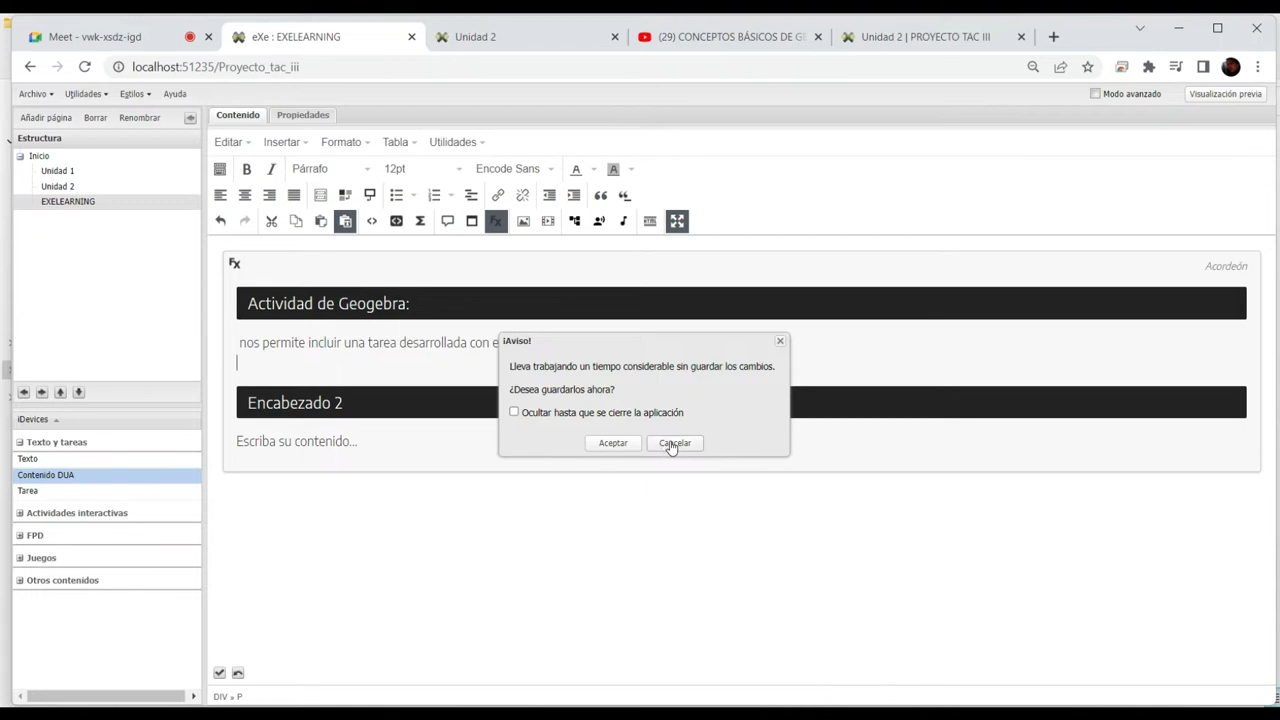 Meet - vwk-xsdz-igd
eXe : EXELEARNING
Unidad 2
(29) CONCEPTOS BÁSICOS DE GE
Unidad 2 | PROYECTO TAC III
localhost:51235/Proyecto_tac_iii
Archivo Utilidades Estilos Ayuda
Modo avanzado
Visualización previa
Añadir página Borrar Renombrar
Contenido Propiedades
Estructura
Inicio
Unidad 1
Unidad 2
EXELEARNING
Editar Insertar Formato Tabla Utilidades
Párrafo 12pt Encode Sans
Acordeón
Actividad de Geogebra:
nos permite incluir una tarea desarrollada con e
Encabezado 2
Escriba su contenido...
¡Aviso!
Lleva trabajando un tiempo considerable sin guardar los cambios.
¿Desea guardarlos ahora?
Ocultar hasta que se cierre la aplicación
Aceptar Cancelar
iDevices
Texto y tareas
Texto
Contenido DUA
Tarea
Actividades interactivas
FPD
Juegos
Otros contenidos
DIV » P